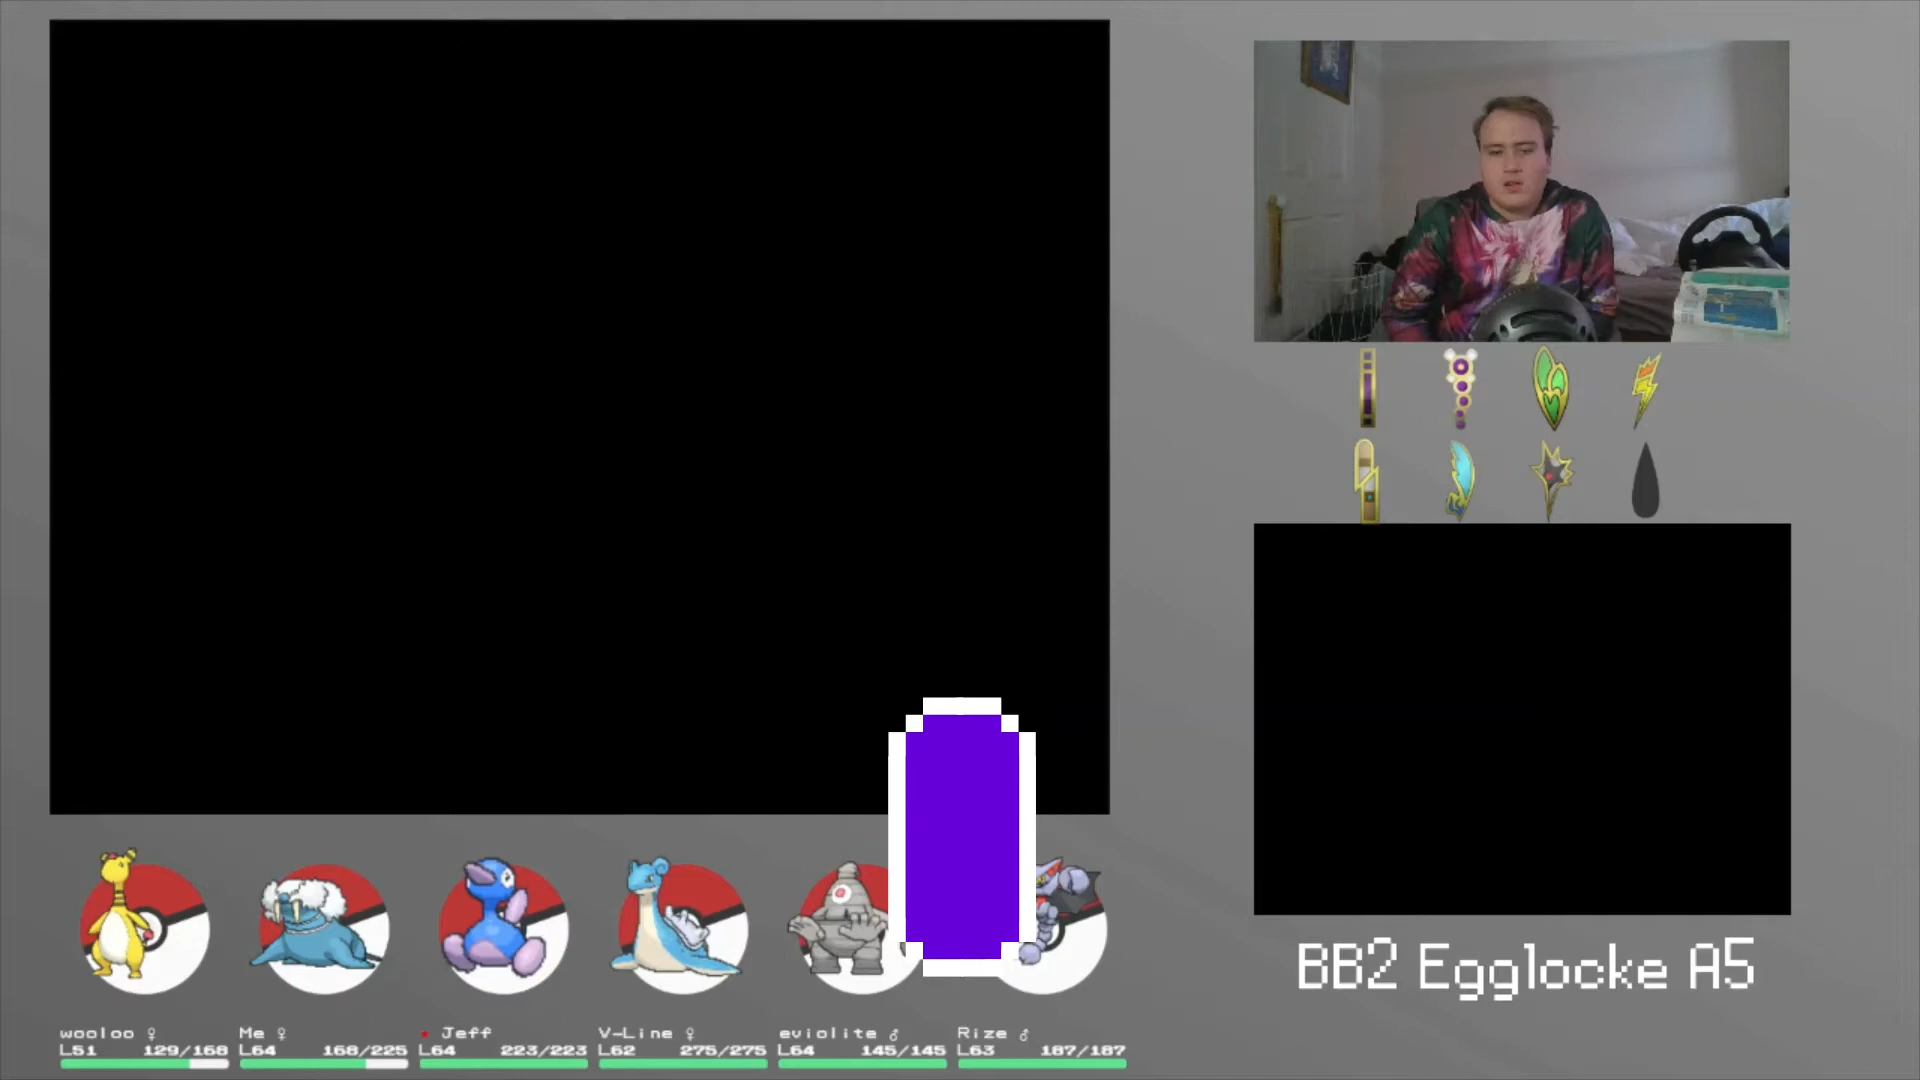 BB2 Egglocke A5
wooloo ♀
L51 129/168
Me ♀
L64 168/225
★ Jeff
L64 223/223
V-Line ♀
L62 275/275
eviolite ♂
L64 145/145
Rize ♂
L63 187/187